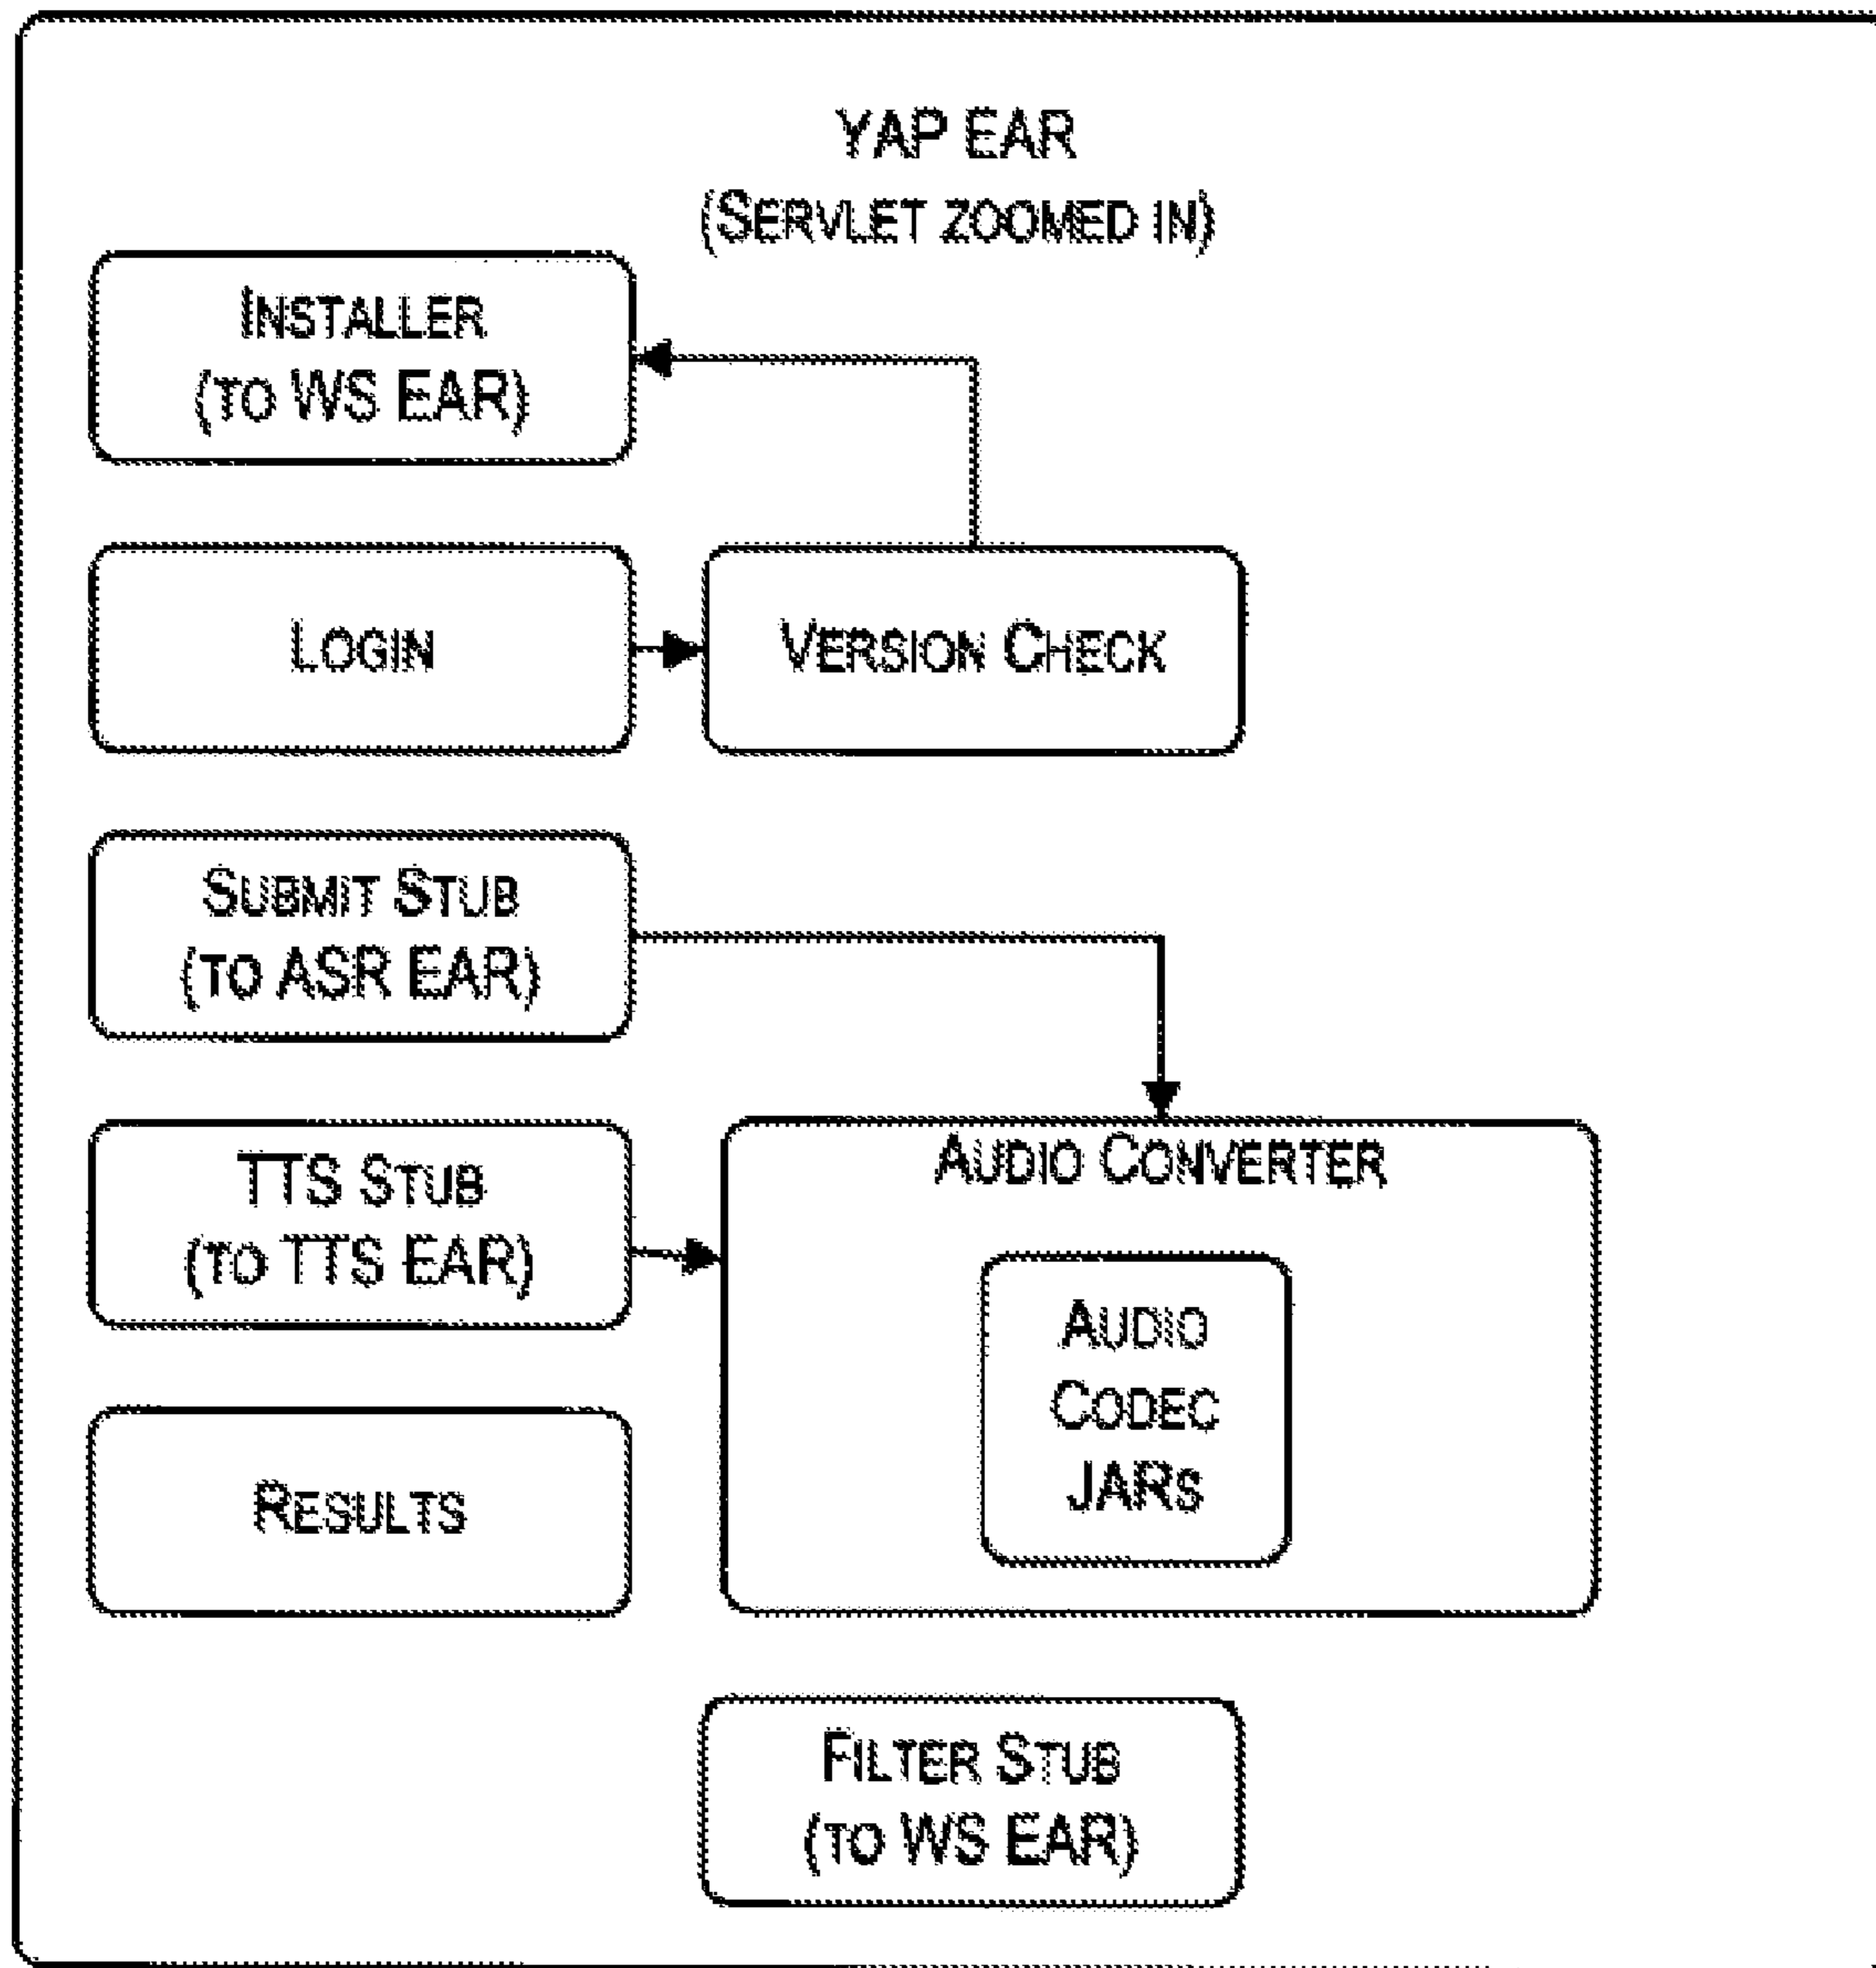 YAP EAR
(SERVLET ZOOMED IN)
INSTALLER
(TO WS EAR)
LOGIN
VERSION CHECK
SUBMIT STUB
(TO ASR EAR)
TTS STUB
(TO TTS EAR)
AUDIO CONVERTER
AUDIO
CODEC
JARS
RESULTS
FILTER STUB
(TO WS EAR)